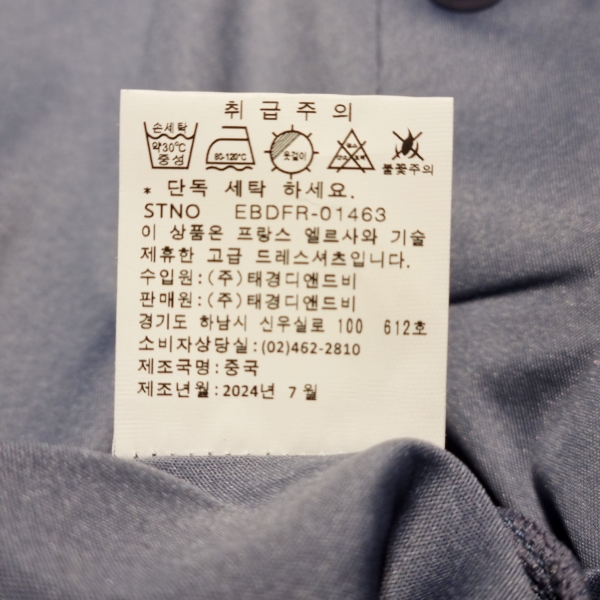 취급주의
손세탁
약30℃
중성
80-120℃
옷걸이
불꽃주의
* 단독 세탁 하세요.
STNO EBDFR-01463
이 상품은 프랑스 엘르사와 기술
제휴한 고급 드레스셔츠입니다.
수입원:(주)태경디앤드비
판매원:(주)태경디앤드비
경기도 하남시 신우실로 100 612호
소비자상담실:(02)462-2810
제조국명:중국
제조년월:2024년 7월